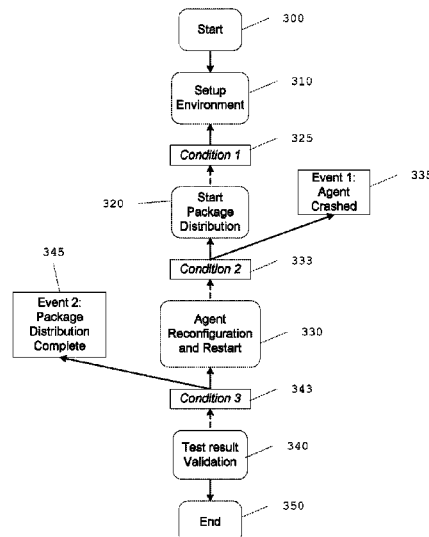 Start
300
Setup
Environment
310
Condition 1
325
Event 1:
Agent
Crashed
335
320
Start
Package
Distribution
Condition 2
333
345
Event 2:
Package
Distribution
Complete
Agent
Reconfiguration
and Restart
330
Condition 3
343
Test result
Validation
340
End
350